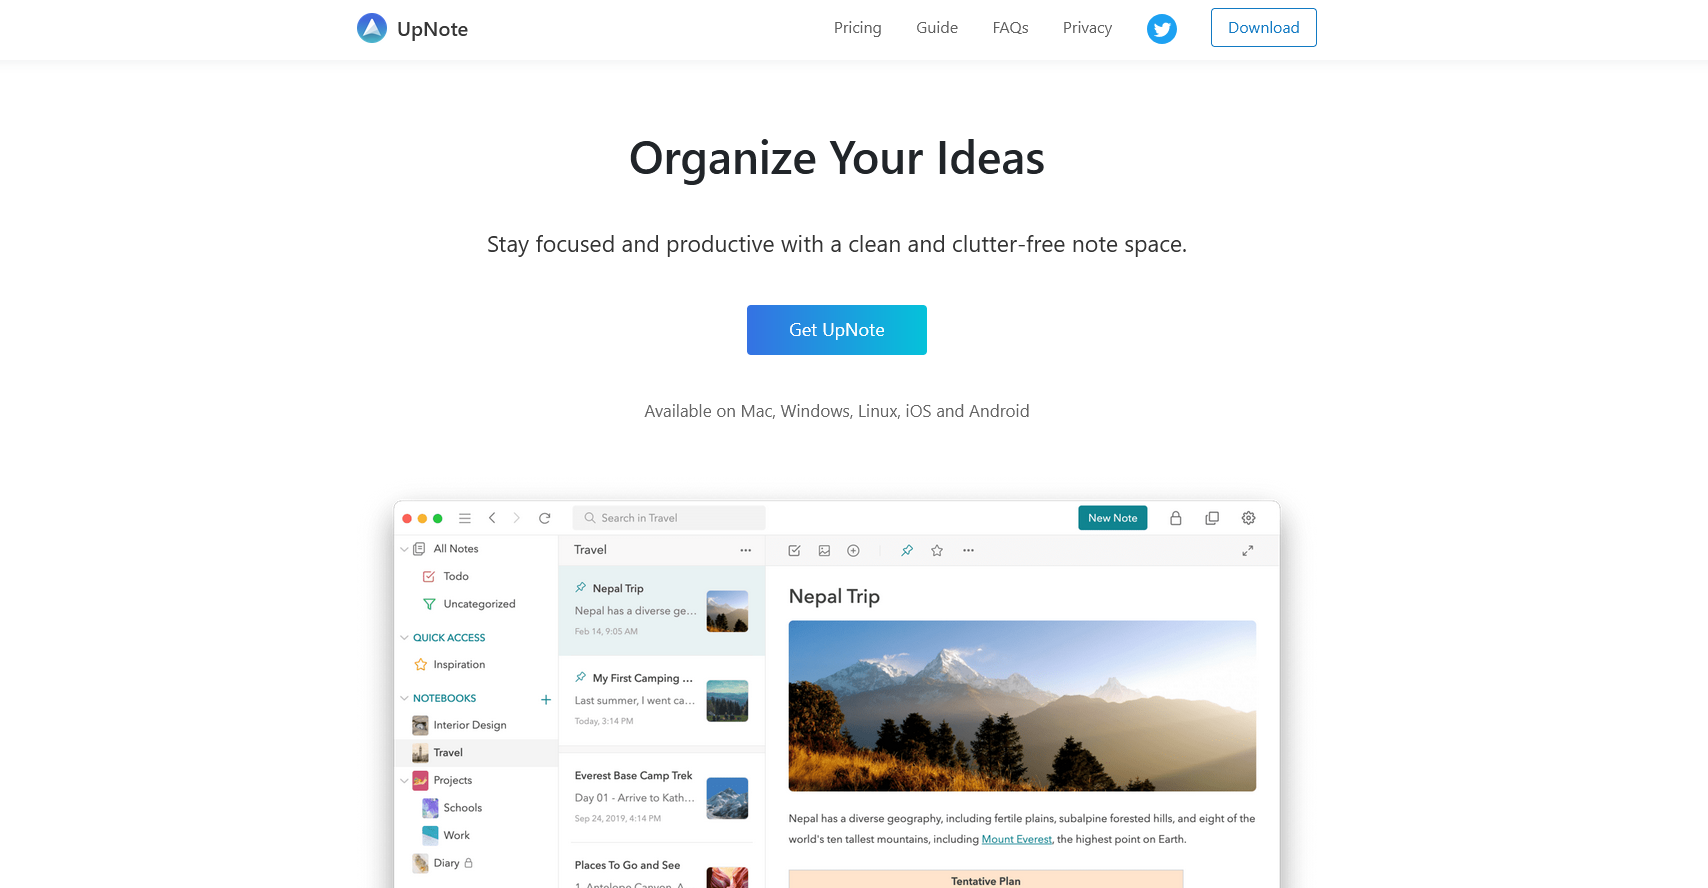 UpNote
Pricing
Guide
FAQs
Privacy
Download
Organize Your Ideas
Stay focused and productive with a clean and clutter-free note space.
Get UpNote
Available on Mac, Windows, Linux, iOS and Android
Search in Travel
New Note
All Notes
Todo
Uncategorized
QUICK ACCESS
Inspiration
NOTEBOOKS
Interior Design
Travel
Projects
Schools
Work
Diary
Travel
Nepal Trip
Nepal has a diverse ge...
Feb 14, 9:05 AM
My First Camping ...
Last summer, I went ca...
Today, 3:14 PM
Everest Base Camp Trek
Day 01 - Arrive to Kath...
Sep 24, 2019, 4:14 PM
Places To Go and See
1. Antelope Canyon, A
Nepal Trip
Nepal has a diverse geography, including fertile plains, subalpine forested hills, and eight of the
world's ten tallest mountains, including Mount Everest, the highest point on Earth.
Tentative Plan